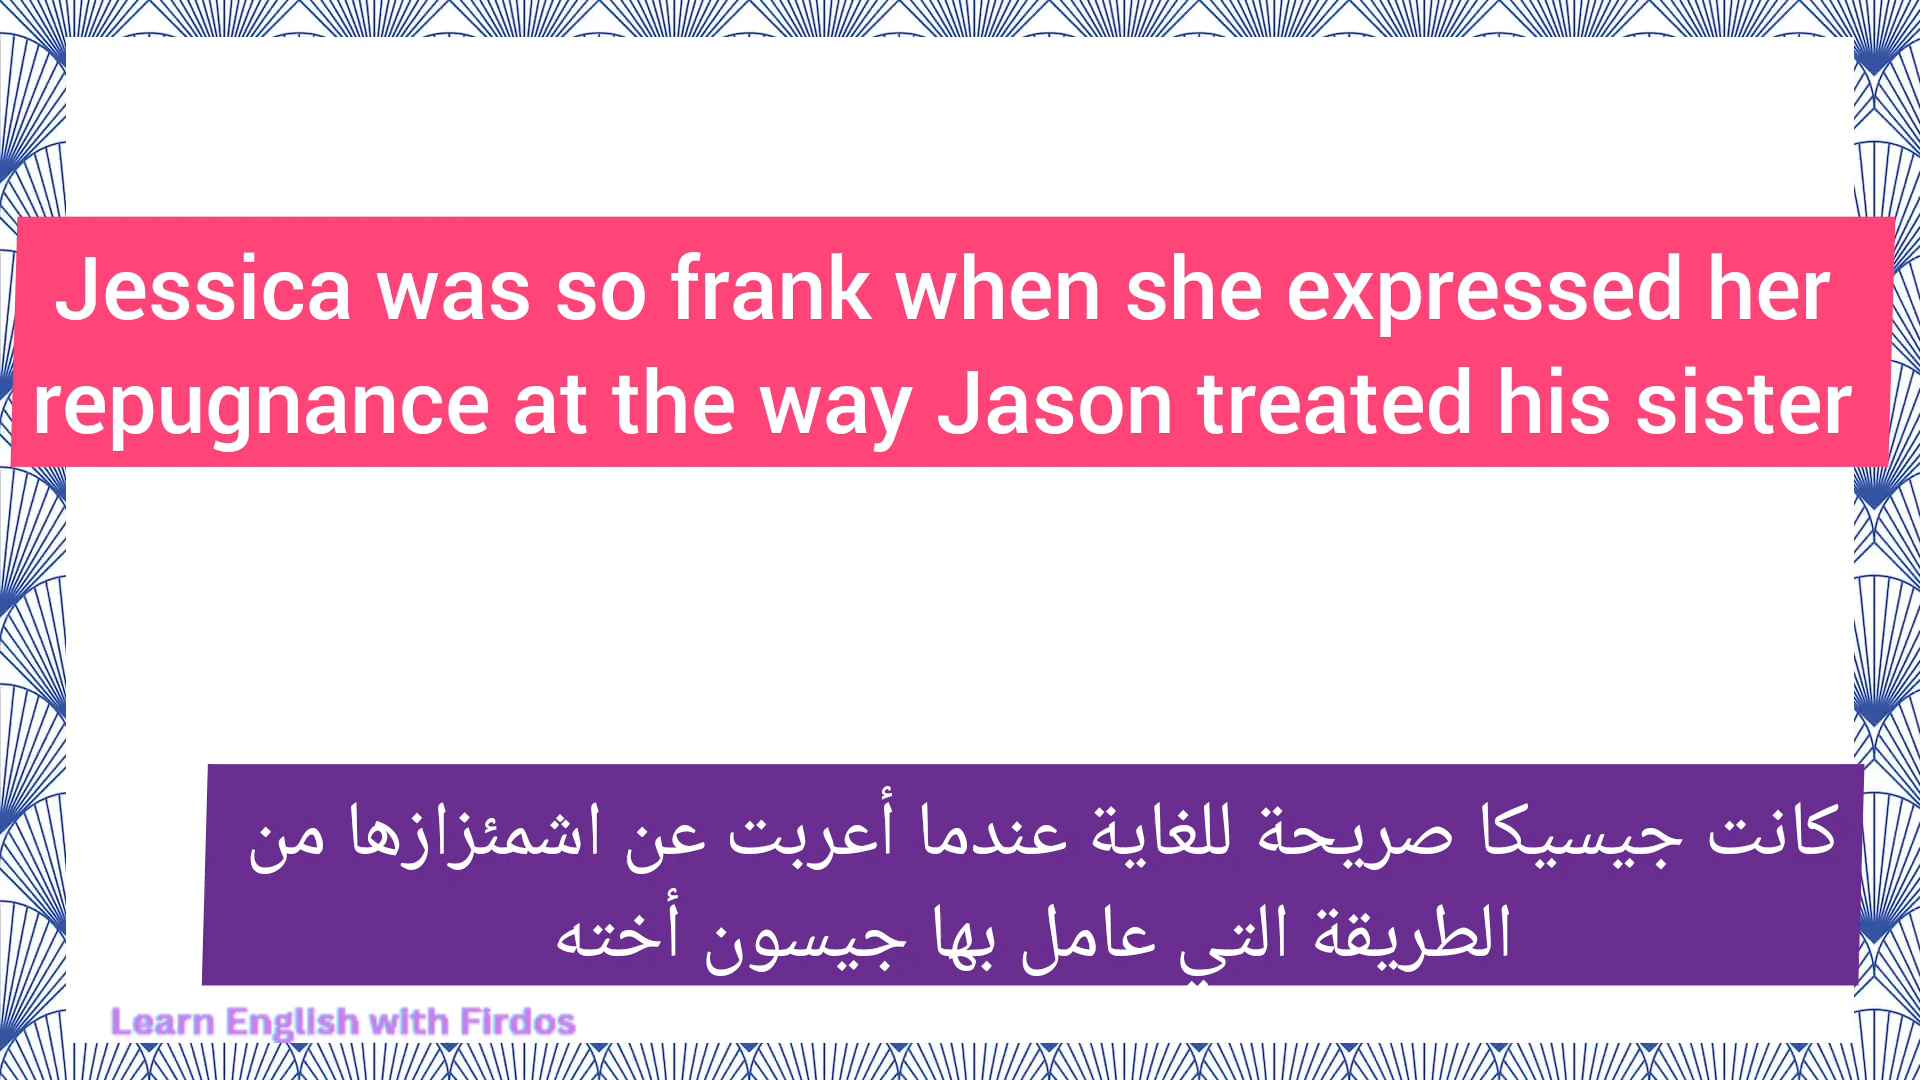 Jessica was so frank when she expressed her
repugnance at the way Jason treated his sister
كانت جيسيكا صريحة للغاية عندما أعربت عن اشمئزازها من
الطريقة التي عامل بها جيسون أخته
Learn English with Firdos